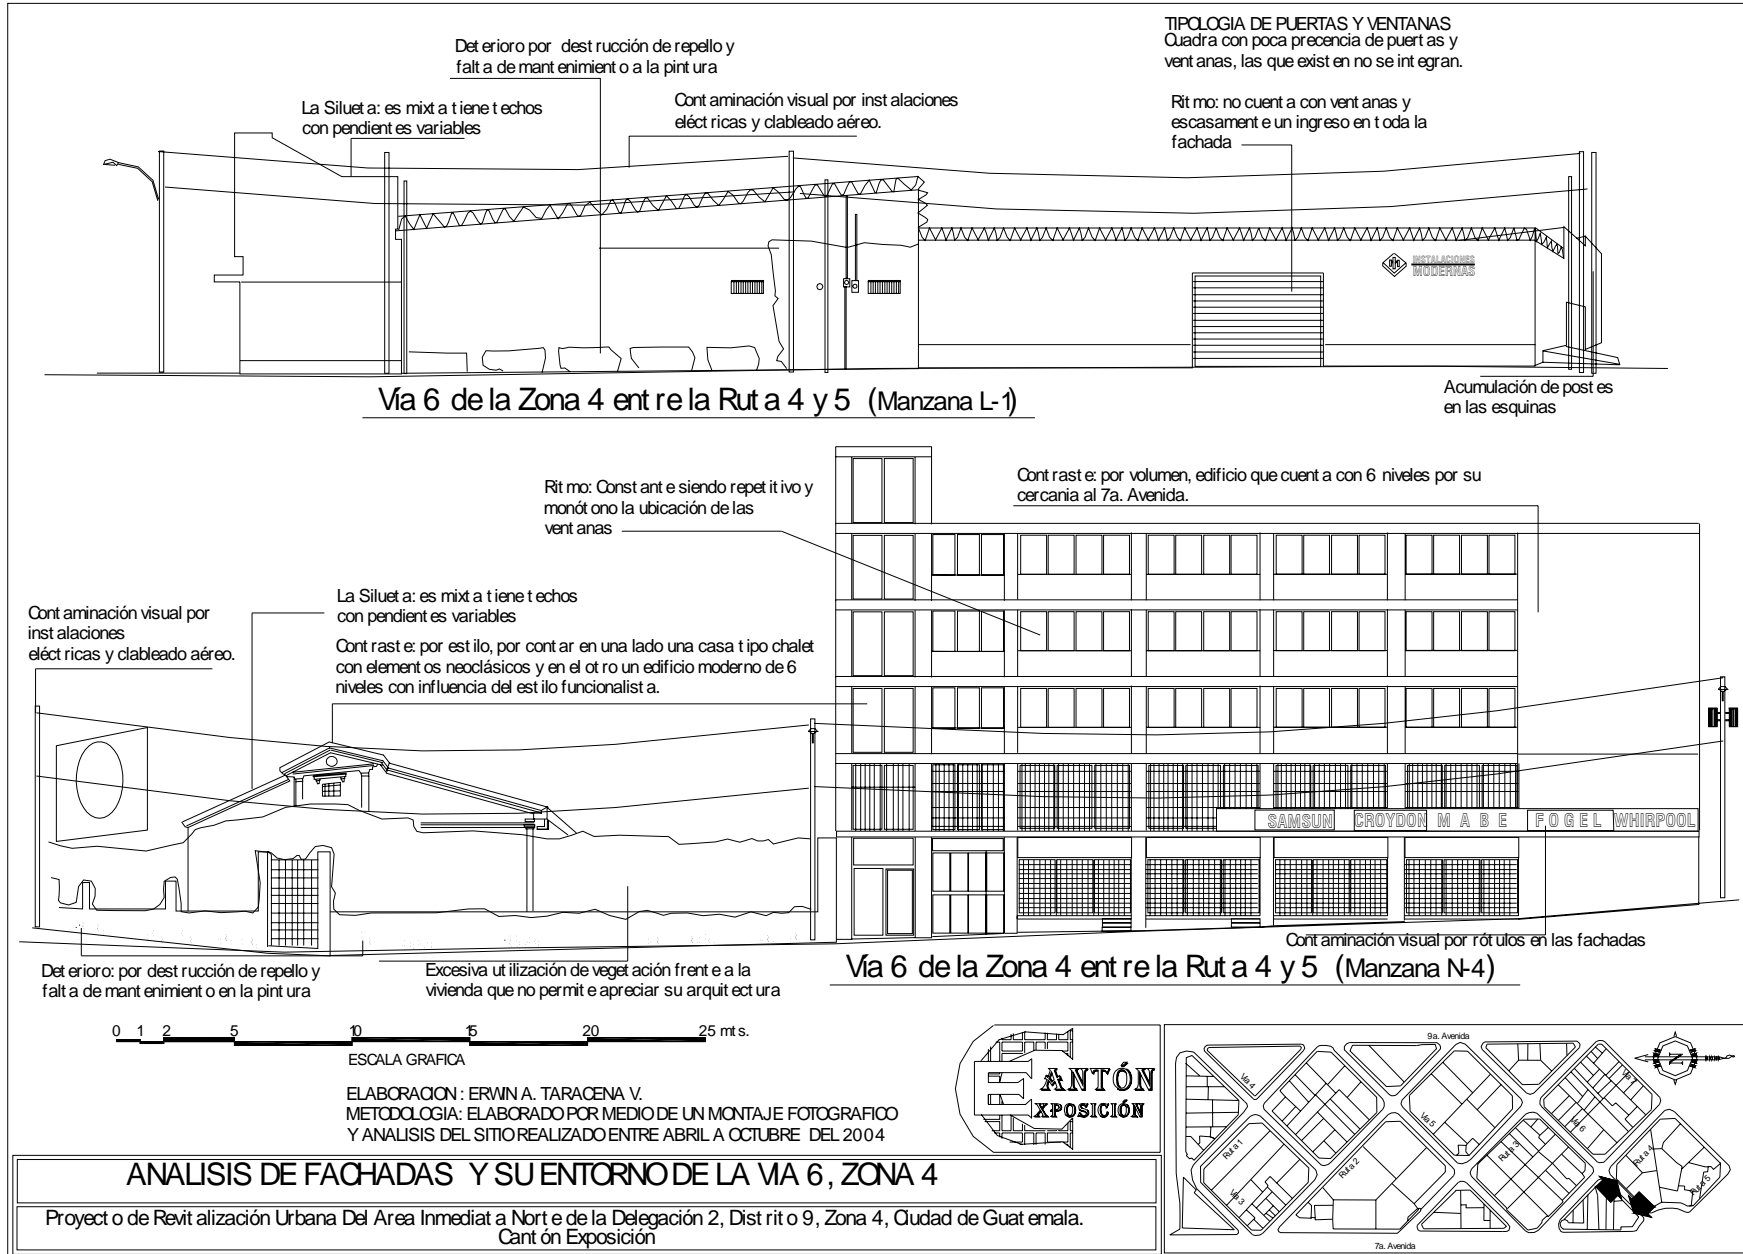 TIPOLOGIA DE PUERTAS Y VENTANAS
Cuadra con poca precencia de puertas y
ventanas, las que existen no se integran.
Deterioro por destrucción de repello y
falta de mantenimiento a la pintura
La Silueta: es mixta tiene techos
con pendientes variables
Contaminación visual por instalaciones
eléctricas y clableado aéreo.
Ritmo: no cuenta con ventanas y
escasamente un ingreso en toda la
fachada
INSTALACIONES
MODERNAS
Acumulación de postes
en las esquinas
Vía 6 de la Zona 4 entre la Ruta 4 y 5 (Manzana L-1)
Ritmo: Constante siendo repetitivo y
monótono la ubicación de las
ventanas
Contraste: por volumen, edificio que cuenta con 6 niveles por su
cercania al 7a. Avenida.
Contaminación visual por
instalaciones
eléctricas y clableado aéreo.
La Silueta: es mixta tiene techos
con pendientes variables
Contraste: por estilo, por contar en una lado una casa tipo chalet
con elementos neoclásicos y en el otro un edificio moderno de 6
niveles con influencia del estilo funcionalista.
SAMSUN CROYDON MABE FOGEL WHIRPOOL
Deterioro: por destrucción de repello y
falta de mantenimiento en la pintura
Excesiva utilización de vegetación frente a la
vivienda que no permite apreciar su arquitectura
Contaminación visual por rótulos en las fachadas
Vía 6 de la Zona 4 entre la Ruta 4 y 5 (Manzana N-4)
0 1 2 5 10 15 20 25 mts.
ESCALA GRAFICA
ELABORACION : ERWIN A. TARACENA V.
METODOLOGIA: ELABORADO POR MEDIO DE UN MONTAJE FOTOGRAFICO
Y ANALISIS DEL SITIO REALIZADO ENTRE ABRIL A OCTUBRE DEL 2004
CANTÓN
EXPOSICIÓN
9a. Avenida
N
Vía 4
Vía 7
Vía 5
Vía 6
Ruta 1
Ruta 2
Ruta 3
Ruta 4
Ruta 5
Vía 3
7a. Avenida
ANALISIS DE FACHADAS Y SU ENTORNO DE LA VIA 6, ZONA 4
Proyecto de Revitalización Urbana Del Area Inmediata Norte de la Delegación 2, Distrito 9, Zona 4, Ciudad de Guatemala.
Cantón Exposición